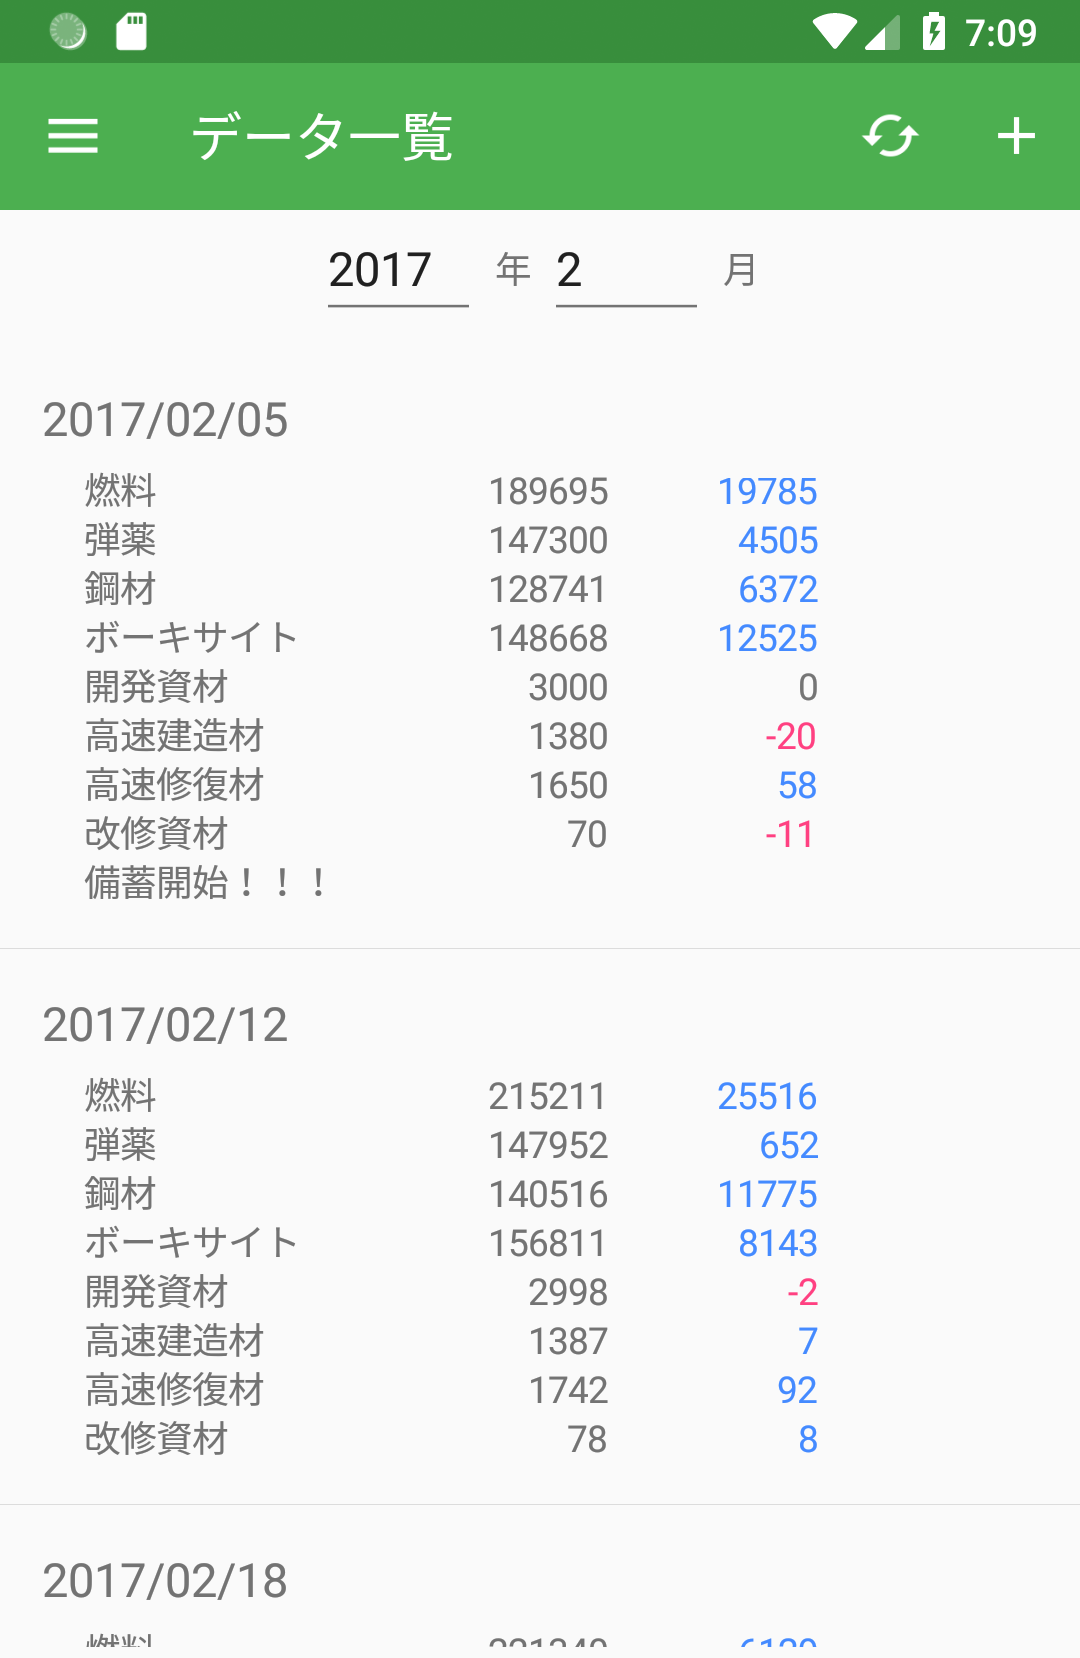 7:09
データ一覧
2017 年 2 月
2017/02/05
燃料 189695 19785
弾薬 147300 4505
鋼材 128741 6372
ボーキサイト 148668 12525
開発資材 3000 0
高速建造材 1380 -20
高速修復材 1650 58
改修資材 70 -11
備蓄開始！！！
2017/02/12
燃料 215211 25516
弾薬 147952 652
鋼材 140516 11775
ボーキサイト 156811 8143
開発資材 2998 -2
高速建造材 1387 7
高速修復材 1742 92
改修資材 78 8
2017/02/18
燃料